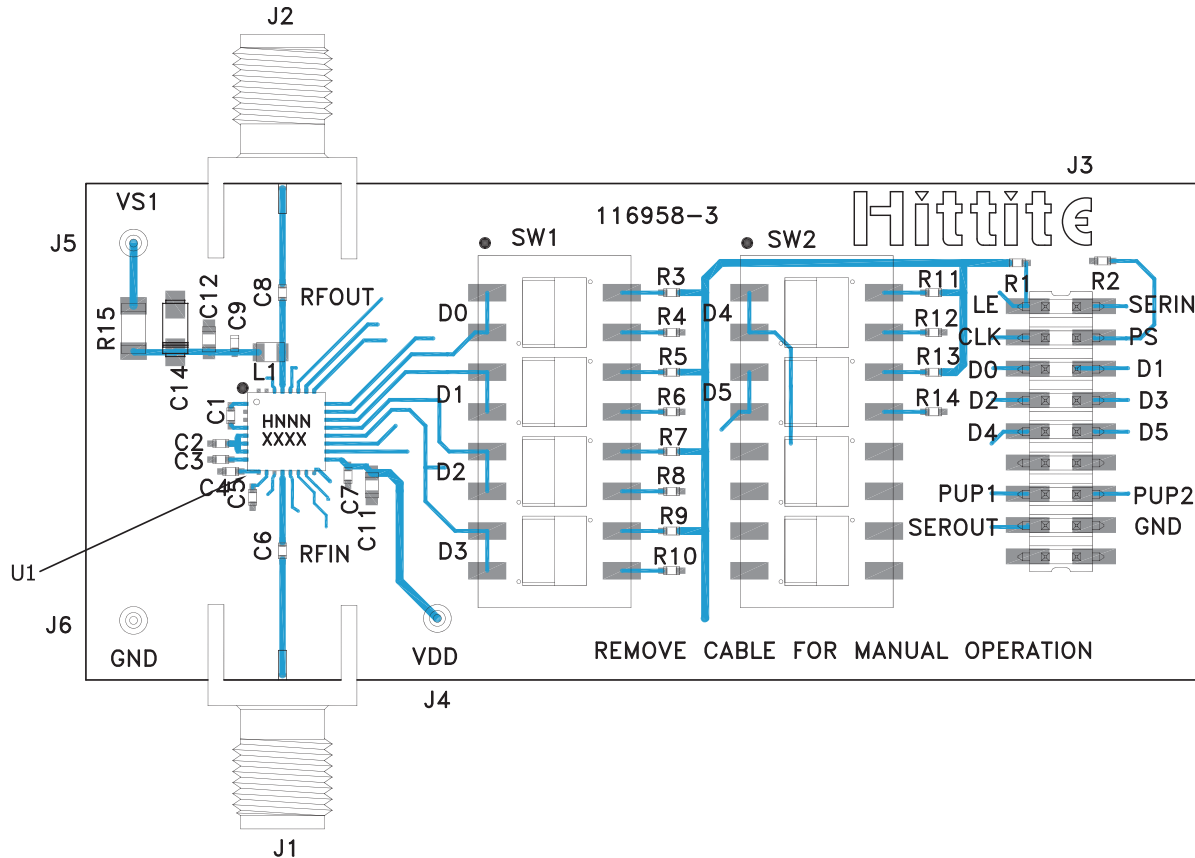 J2
J3
VS1
116958-3
Hittite
J5
SW1
SW2
R15
C14
C12
C9
C8
RFOUT
L1
D0
R3
D4
R11
R1
R2
LE
SERIN
R4
R12
CLK
PS
R5
R13
D0
D1
D1
D5
R6
R14
D2
D3
C1
HNNN
XXXX
C2
C3
C4
C5
R7
D4
D5
D2
R8
C7
C11
PUP1
PUP2
R9
SEROUT
GND
C6
RFIN
D3
R10
U1
J6
GND
VDD
REMOVE CABLE FOR MANUAL OPERATION
J4
J1